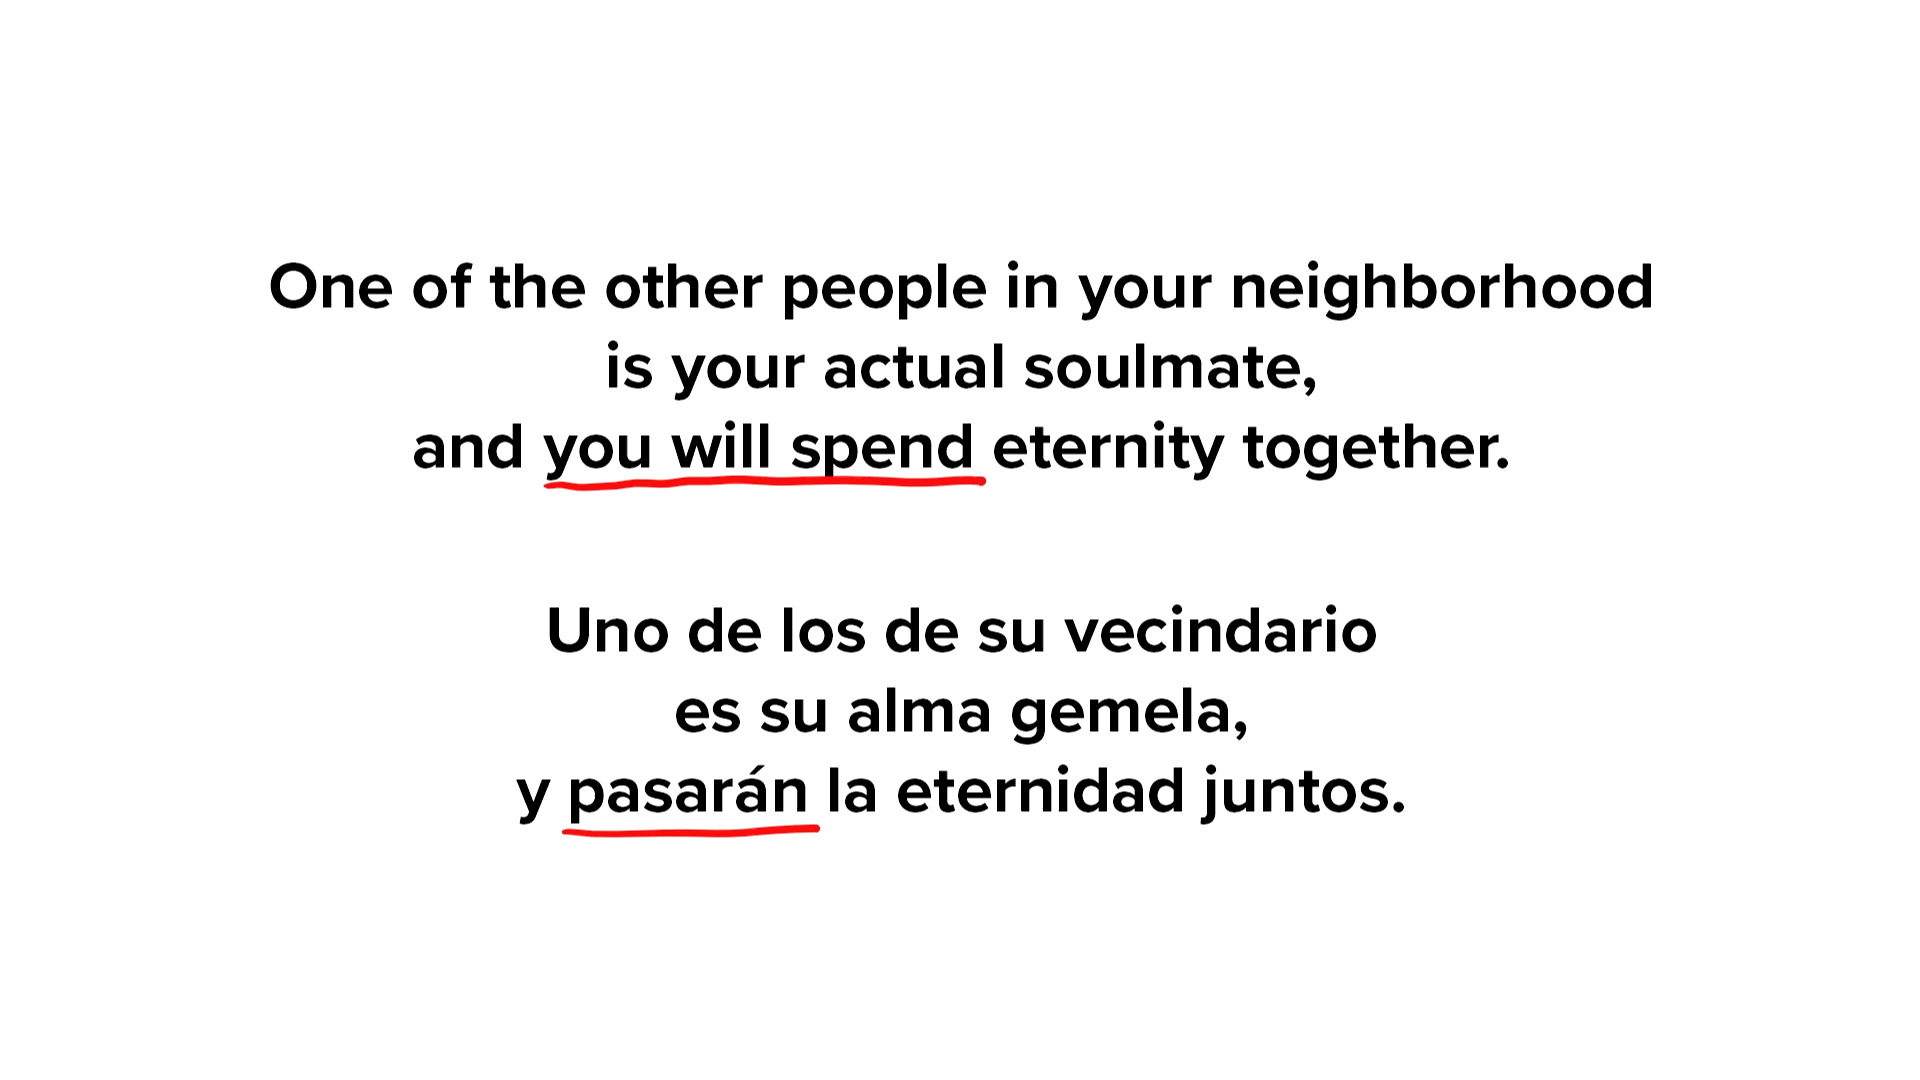 One of the other people in your neighborhood
is your actual soulmate,
and you will spend eternity together.
Uno de los de su vecindario
es su alma gemela,
y pasarán la eternidad juntos.